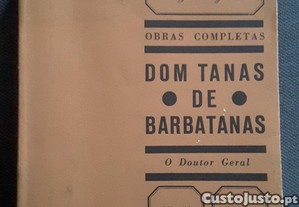 OBRAS COMPLETAS
DOM TANAS
• DE •
BARBATANAS
O Doutor Geral
CustoJusto.pt